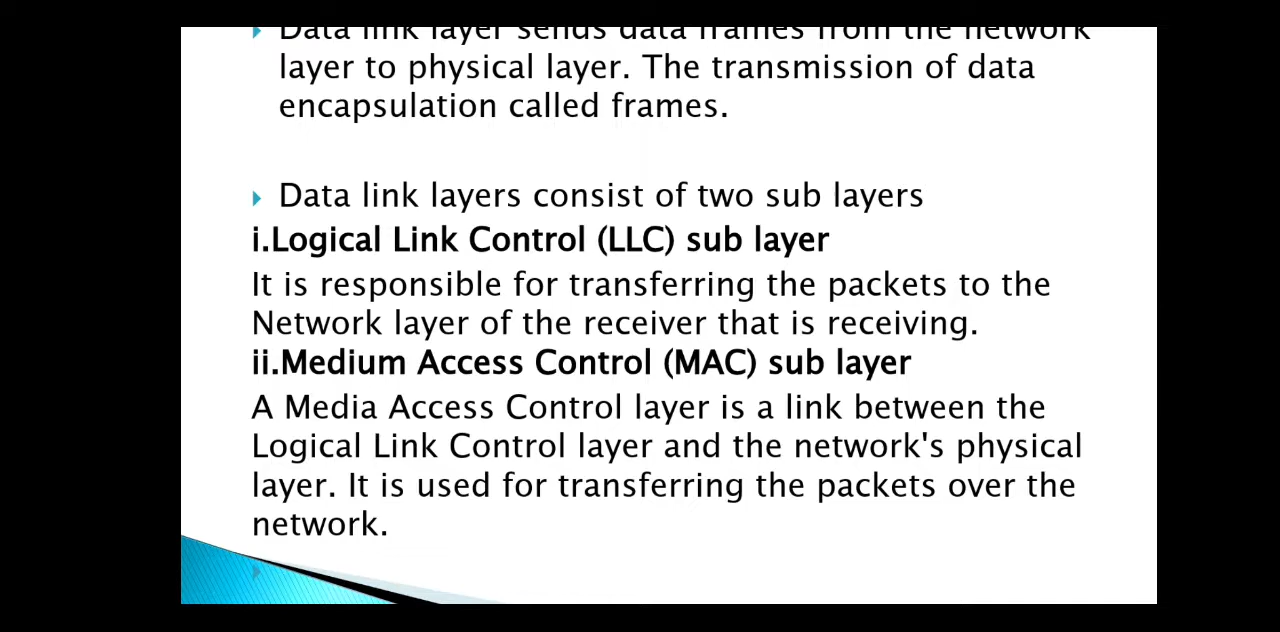 Data link layer sends data frames from the network
layer to physical layer. The transmission of data
encapsulation called frames.
Data link layers consist of two sub layers
i.Logical Link Control (LLC) sub layer
It is responsible for transferring the packets to the
Network layer of the receiver that is receiving.
ii.Medium Access Control (MAC) sub layer
A Media Access Control layer is a link between the
Logical Link Control layer and the network's physical
layer. It is used for transferring the packets over the
network.